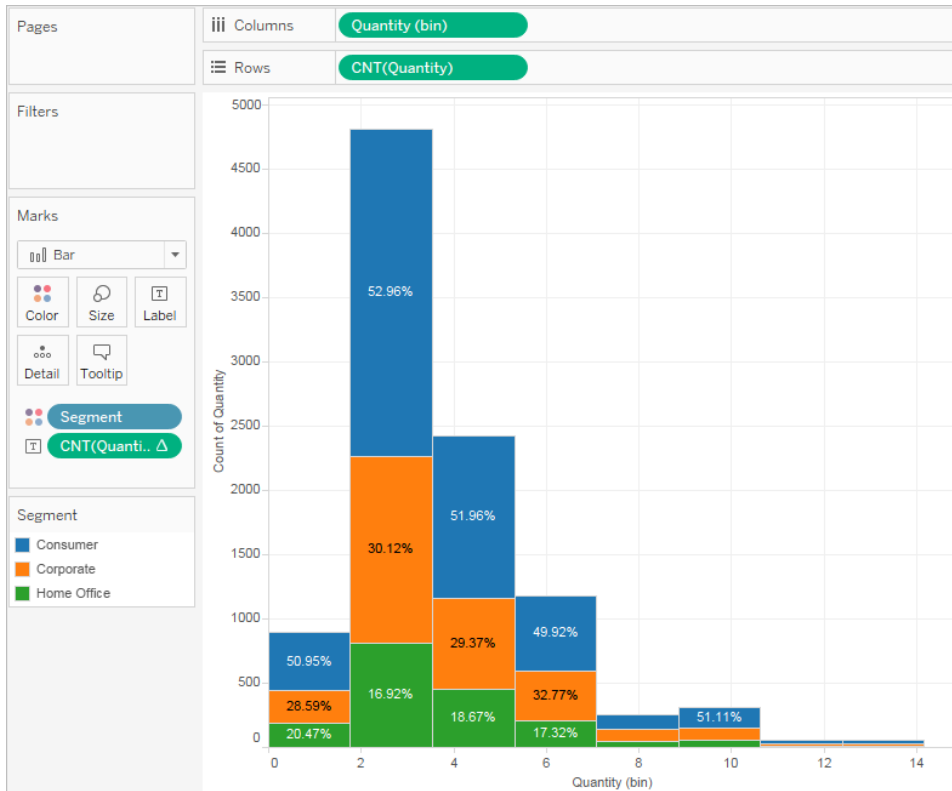 Pages
Columns
Quantity (bin)
Rows
CNT(Quantity)
Filters
Marks
Bar
Color
Size
T
Label
Detail
Tooltip
Segment
T
CNT(Quanti.. Δ
Segment
Consumer
Corporate
Home Office
Count of Quantity
5000
4500
4000
3500
3000
2500
2000
1500
1000
500
0
52.96%
30.12%
16.92%
51.96%
29.37%
18.67%
49.92%
32.77%
17.32%
50.95%
28.59%
20.47%
51.11%
0 2 4 6 8 10 12 14
Quantity (bin)